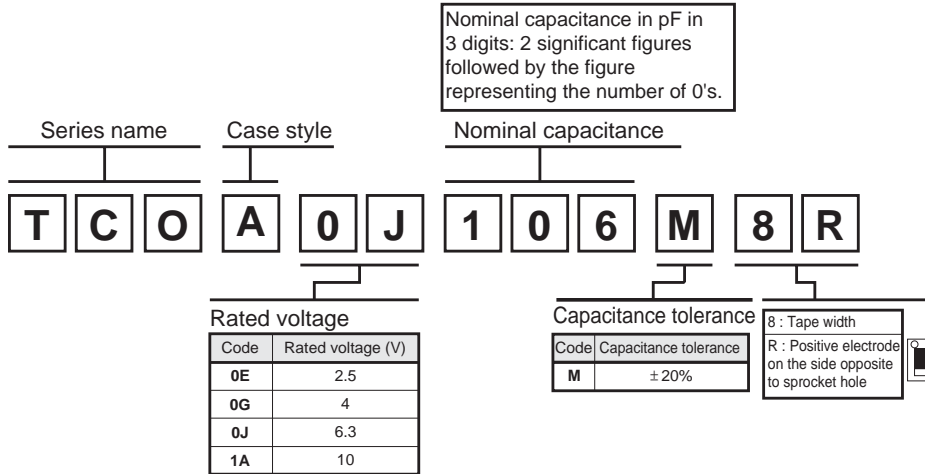 Nominal capacitance in pF in
3 digits: 2 significant figures
followed by the figure
representing the number of 0's.
Series name Case style Nominal capacitance
T C O A 0 J 1 0 6 M 8 R
Rated voltage
Code Rated voltage (V)
0E 2.5
0G 4
0J 6.3
1A 10
Capacitance tolerance
Code Capacitance tolerance
M ±20%
8 : Tape width
R : Positive electrode
on the side opposite
to sprocket hole